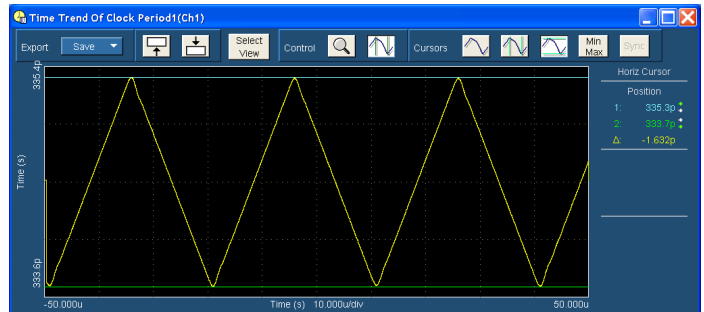 Time Trend Of Clock Period1(Ch1)
Export Save Select View Control Cursors Min Max Sync
335.4p
Time (s)
333.6p
-50.000u Time (s) 10.000u/div 50.000u
Horiz Cursor
Position
1: 335.3p
2: 333.7p
Δ: -1.632p